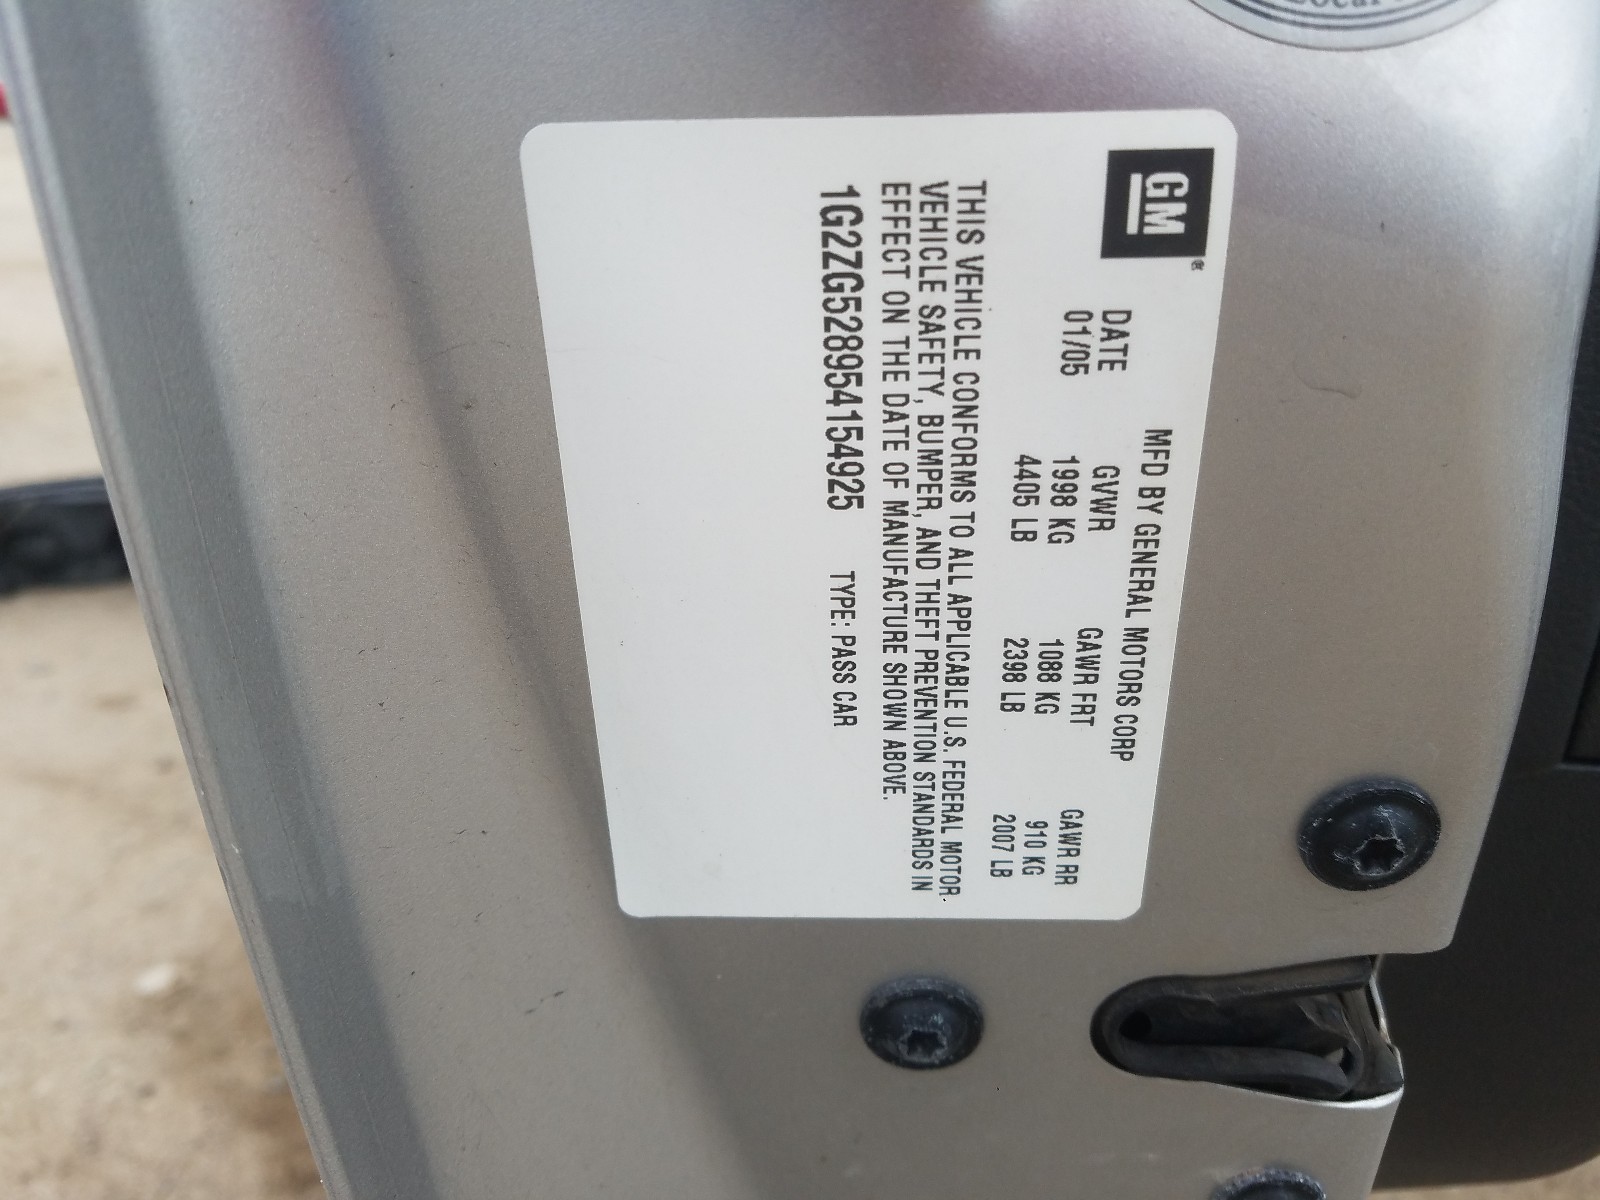 GM®
MFD BY GENERAL MOTORS CORP
DATE GVWR GAWR FRT GAWR RR
01/05 1998 KG 1088 KG 910 KG
4405 LB 2398 LB 2007 LB
THIS VEHICLE CONFORMS TO ALL APPLICABLE U.S. FEDERAL MOTOR
VEHICLE SAFETY, BUMPER, AND THEFT PREVENTION STANDARDS IN
EFFECT ON THE DATE OF MANUFACTURE SHOWN ABOVE.
1G2ZG528954154925 TYPE: PASS CAR